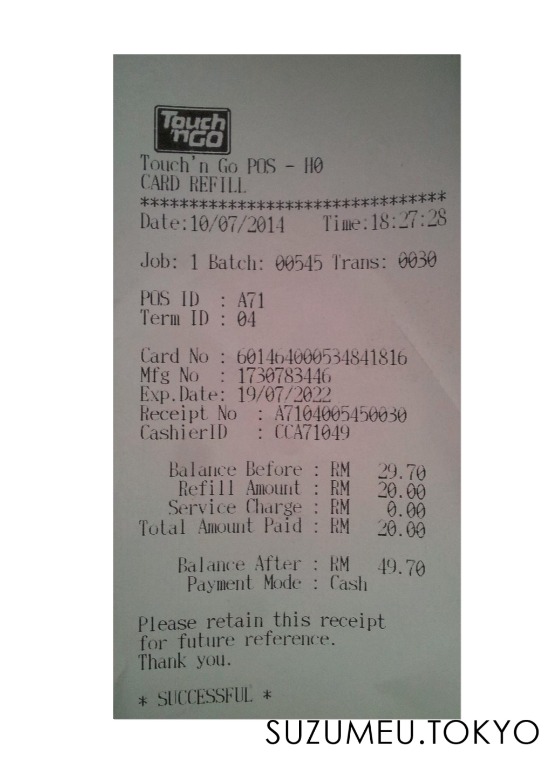 Touch
'nGO
Touch'n Go POS - H0
CARD REFILL
**********************************
Date:10/07/2014 Time:18:27:28
Job: 1 Batch: 00545 Trans: 0030
POS ID : A71
Term ID : 04
Card No : 601464000534841816
Mfg No : 1730783446
Exp.Date: 19/07/2022
Receipt No : A7104005450030
CashierID : CCA71049
Balance Before : RM 29.70
Refill Amount : RM 20.00
Service Charge : RM 0.00
Total Amount Paid : RM 20.00
Balance After : RM 49.70
Payment Mode : Cash
Please retain this receipt
for future reference.
Thank you.
* SUCCESSFUL *
SUZUMEU.TOKYO